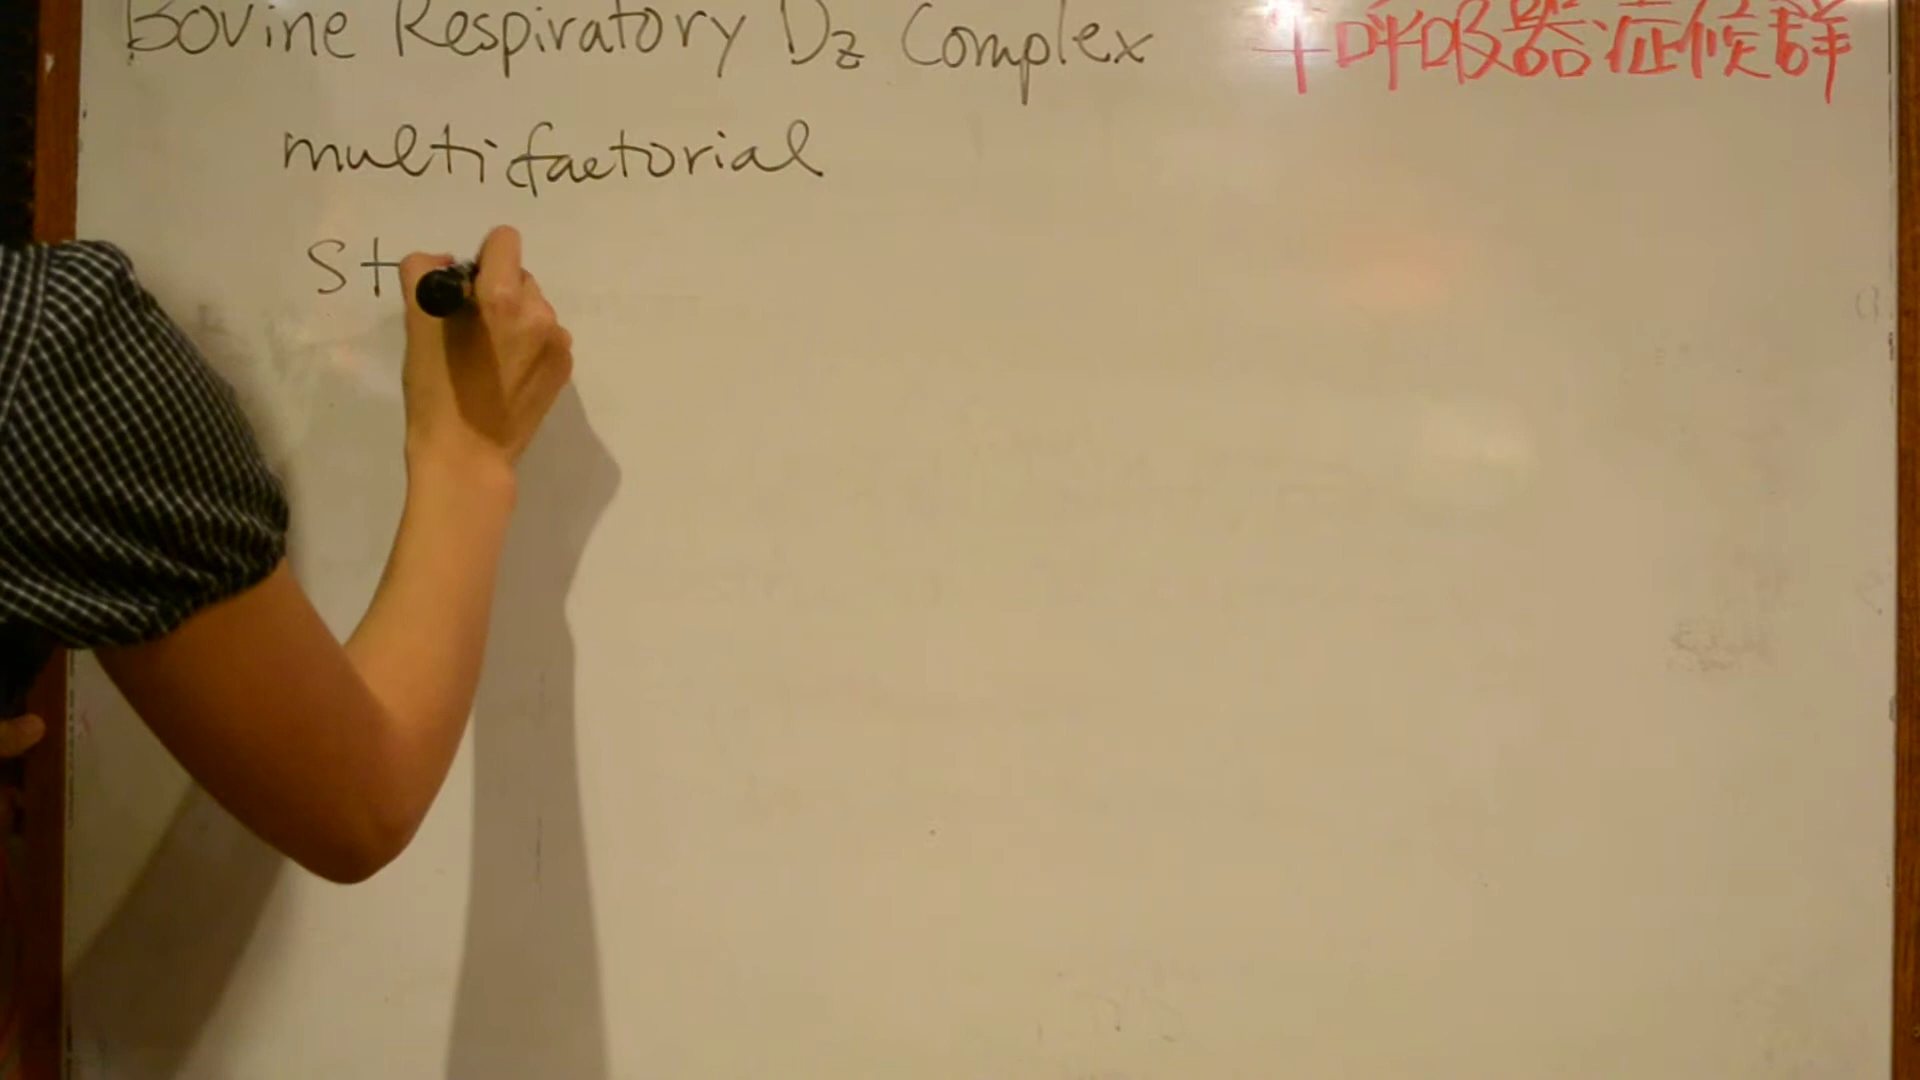 Bovine Respiratory Dz Complex 牛呼吸器症候群
multifactorial
st